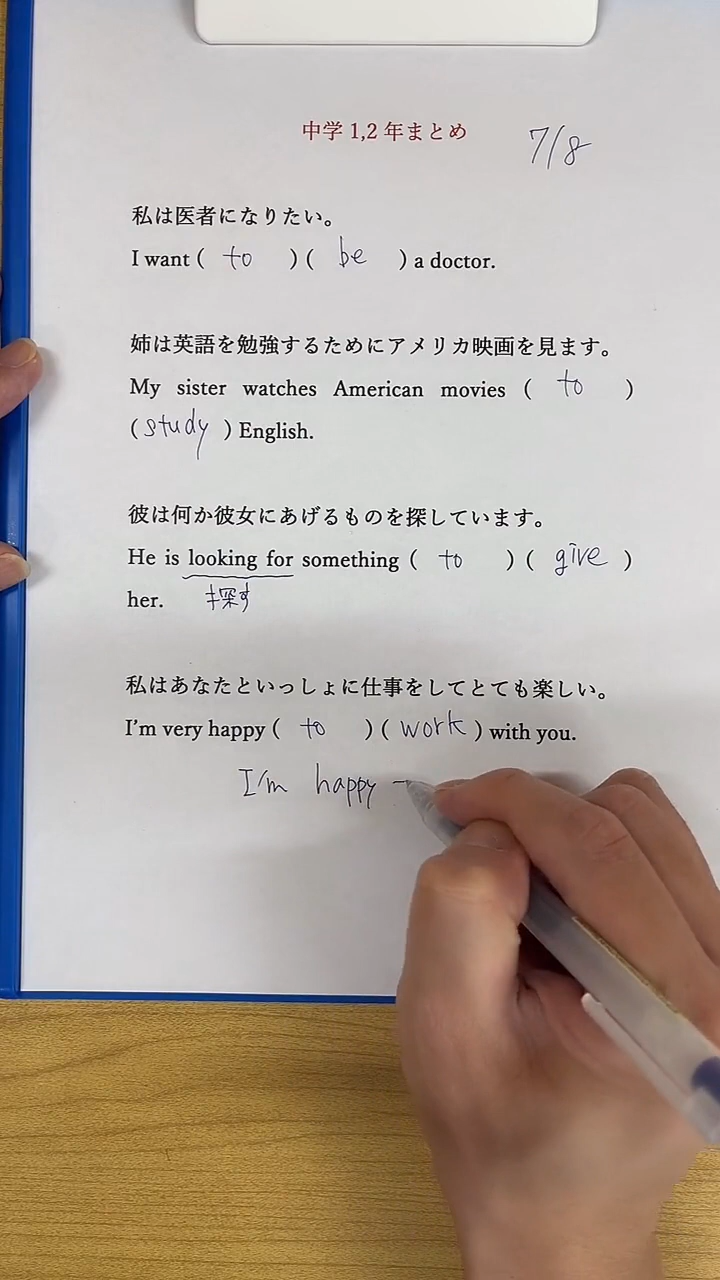 中学1,2年まとめ 7/8
私は医者になりたい。
I want ( to )( be ) a doctor.
姉は英語を勉強するためにアメリカ映画を見ます。
My sister watches American movies ( to )
( study ) English.
彼は何か彼女にあげるものを探しています。
He is looking for something ( to )( give )
her. 探す
私はあなたといっしょに仕事をしてとても楽しい。
I'm very happy ( to )( work ) with you.
I'm happy